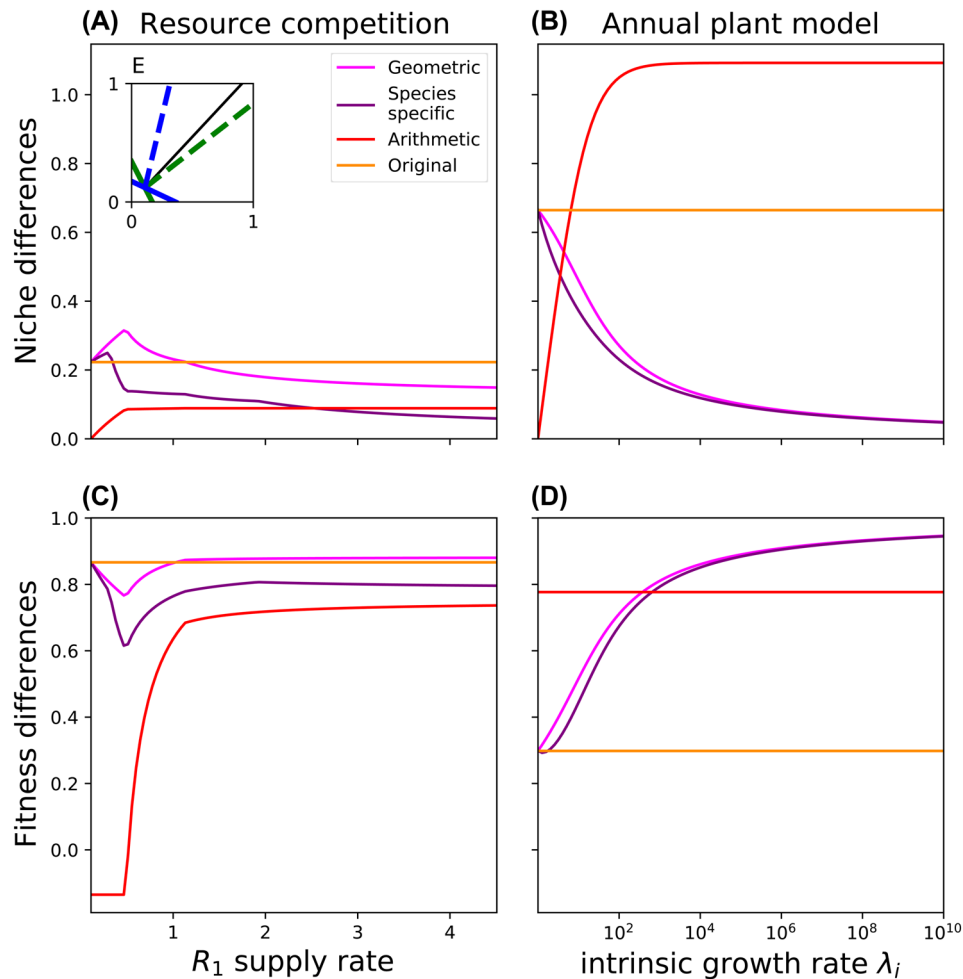 (A) Resource competition
(B) Annual plant model
Niche differences
1.0
0.8
0.6
0.4
0.2
0.0
E
1
0
0
1
Geometric
Species
specific
Arithmetic
Original
(C)
(D)
Fitness differences
1.0
0.8
0.6
0.4
0.2
0.0
1
2
3
4
R₁ supply rate
10²
10⁴
10⁶
10⁸
10¹⁰
intrinsic growth rate λᵢ